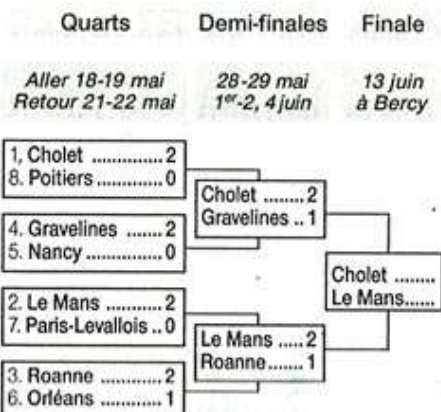 Quarts Demi-finales Finale
Aller 18-19 mai 28-29 mai 13 juin
Retour 21-22 mai 1er-2, 4 juin à Bercy
1. Cholet .............. 2
8. Poitiers ............ 0
4. Gravelines ....... 2
5. Nancy .............. 0
2. Le Mans ........... 2
7. Paris-Levallois .. 0
3. Roanne ............ 2
6. Orléans ............ 1
Cholet ........ 2
Gravelines .. 1
Le Mans ..... 2
Roanne ....... 1
Cholet ........
Le Mans......